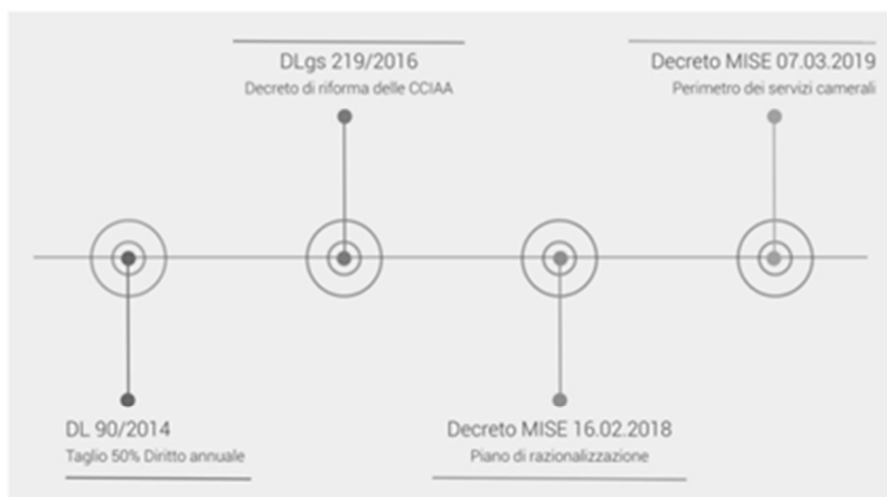 DLgs 219/2016
Decreto di riforma delle CCIAA
Decreto MISE 07.03.2019
Perimetro dei servizi camerali
DL 90/2014
Taglio 50% Diritto annuale
Decreto MISE 16.02.2018
Piano di razionalizzazione